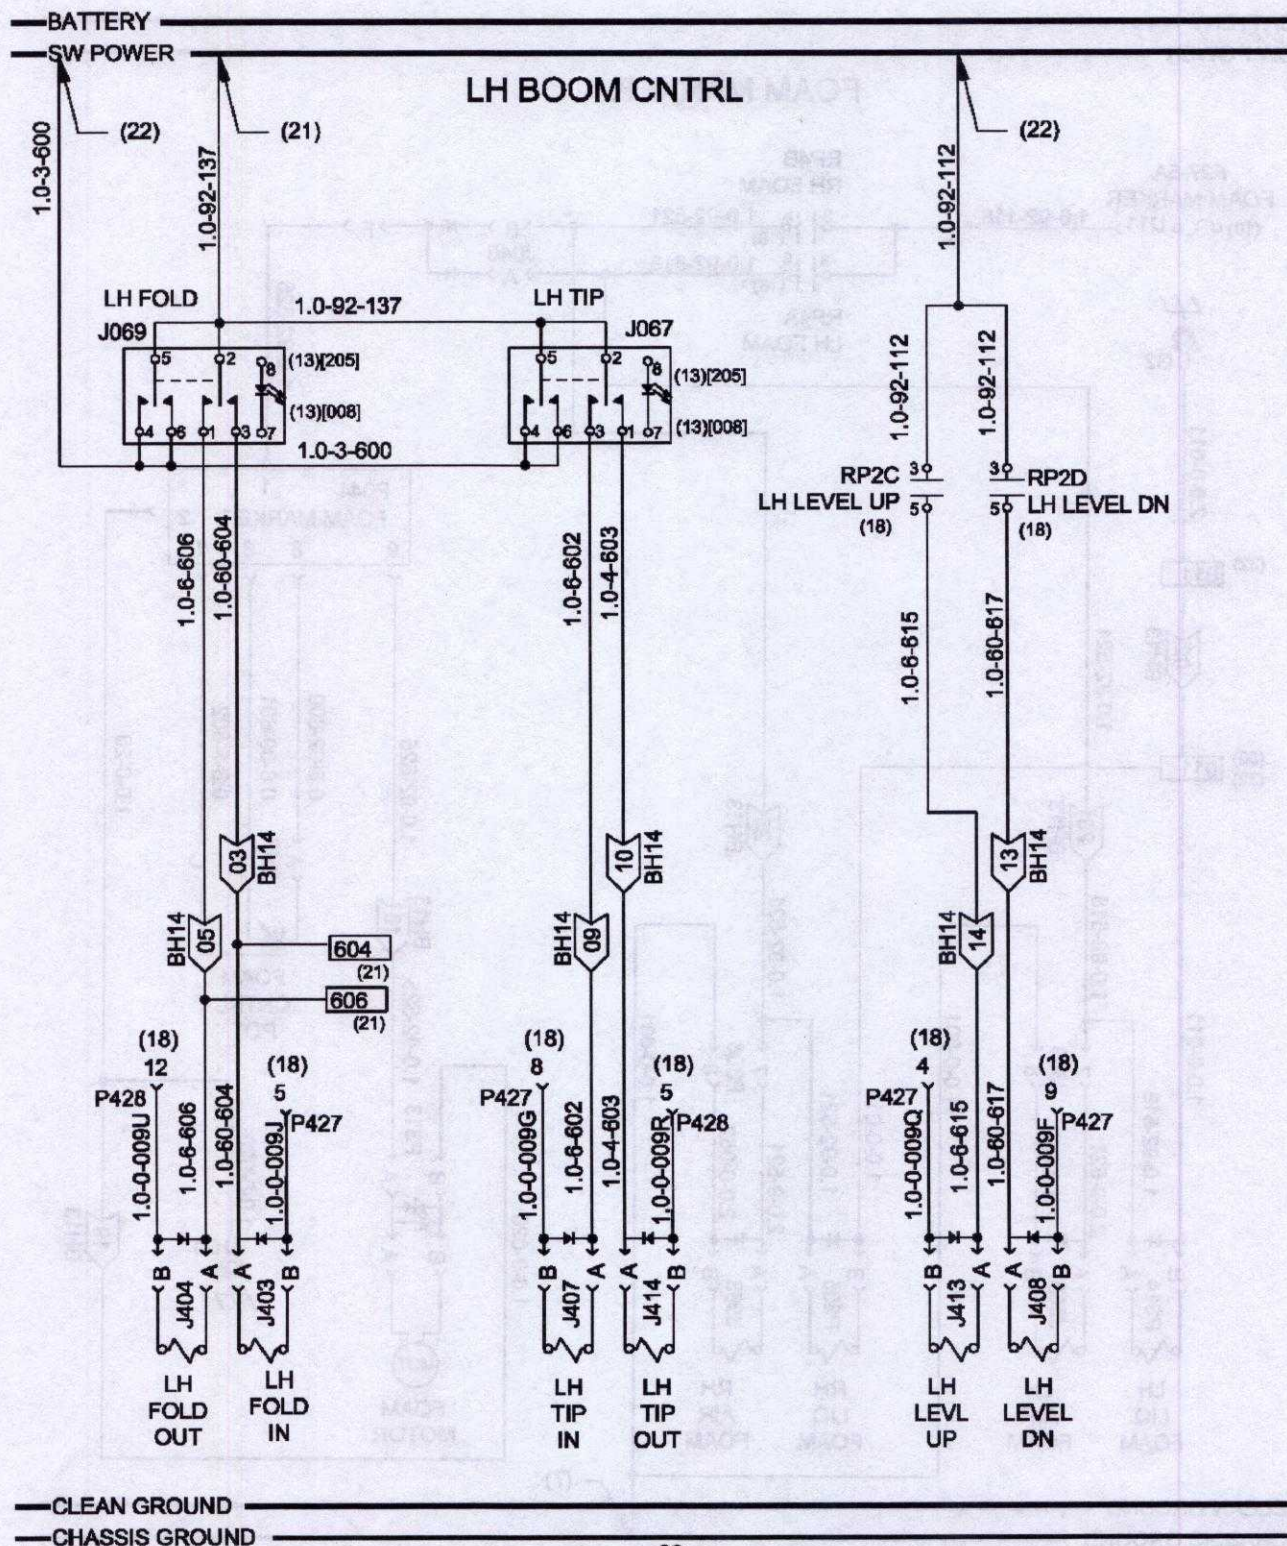 BATTERY
SW POWER
LH BOOM CNTRL
(22)
(21)
(22)
1.0-3-600
1.0-92-137
1.0-92-112
LH FOLD
1.0-92-137
LH TIP
J069
J067
5
2
8
(13)[205]
(13)[008]
4
6
1
3
7
5
2
8
(13)[205]
(13)[008]
4
6
3
1
7
1.0-3-600
1.0-92-112
1.0-92-112
RP2C
3
3
RP2D
LH LEVEL UP
5
5
LH LEVEL DN
(18)
(18)
1.0-6-606
1.0-60-604
1.0-6-602
1.0-4-603
1.0-6-615
1.0-60-617
03
BH14
10
BH14
13
BH14
BH14
05
BH14
09
BH14
14
604
(21)
606
(21)
(18)
12
P428
(18)
5
P427
(18)
8
P427
(18)
5
P428
(18)
4
P427
(18)
9
P427
1.0-0-009U
1.0-6-606
1.0-60-604
1.0-0-009J
1.0-0-009G
1.0-6-602
1.0-4-603
1.0-0-009R
1.0-0-009Q
1.0-6-615
1.0-60-617
1.0-0-009F
B
A
A
B
B
A
A
B
B
A
A
B
J404
J403
J407
J414
J413
J408
LH
FOLD
OUT
LH
FOLD
IN
LH
TIP
IN
LH
TIP
OUT
LH
LEVL
UP
LH
LEVEL
DN
CLEAN GROUND
CHASSIS GROUND